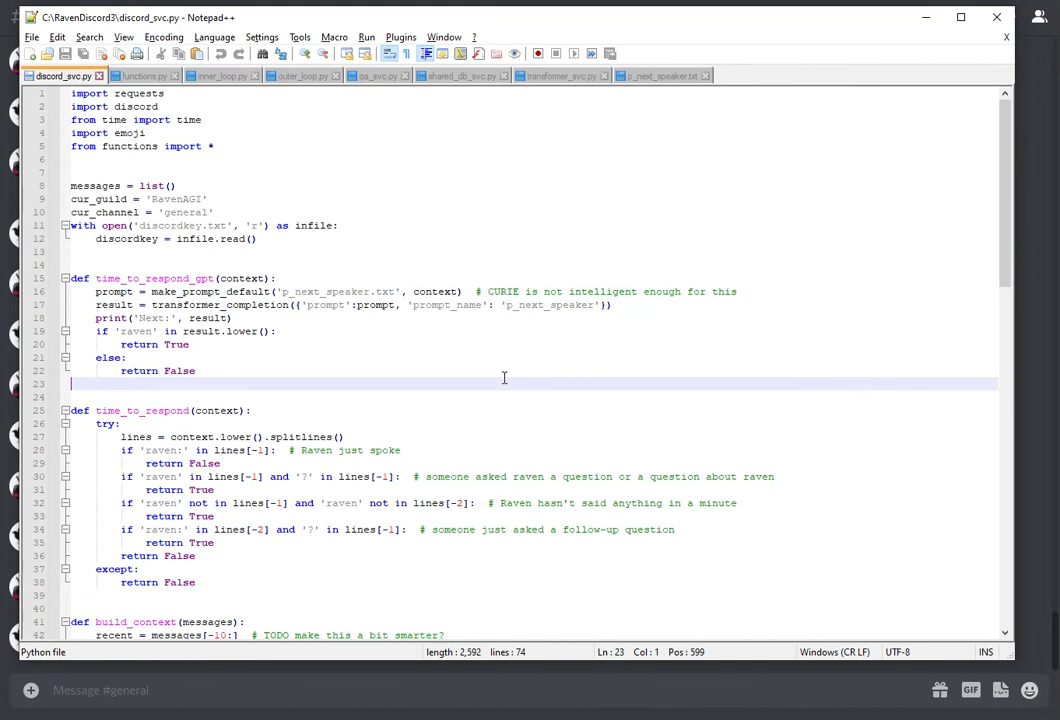 C:\RavenDiscord3\discord_svc.py - Notepad++
File Edit Search View Encoding Language Settings Tools Macro Run Plugins Window ? X
discord_svc.py functions.py inner_loop.py outer_loop.py qa_svc.py shared_db_svc.py transformer_svc.py p_next_speaker.txt
1 import requests
2 import discord
3 from time import time
4 import emoji
5 from functions import *
6
7
8 messages = list()
9 cur_guild = 'RavenAGI'
10 cur_channel = 'general'
11 with open('discordkey.txt', 'r') as infile:
12     discordkey = infile.read()
13
14
15 def time_to_respond_gpt(context):
16     prompt = make_prompt_default('p_next_speaker.txt', context)  # CURIE is not intelligent enough for this
17     result = transformer_completion({'prompt':prompt, 'prompt_name': 'p_next_speaker'})
18     print('Next:', result)
19     if 'raven' in result.lower():
20         return True
21     else:
22         return False
23
24
25 def time_to_respond(context):
26     try:
27         lines = context.lower().splitlines()
28         if 'raven:' in lines[-1]:  # Raven just spoke
29             return False
30         if 'raven' in lines[-1] and '?' in lines[-1]:  # someone asked raven a question or a question about raven
31             return True
32         if 'raven' not in lines[-1] and 'raven' not in lines[-2]:  # Raven hasn't said anything in a minute
33             return True
34         if 'raven:' in lines[-2] and '?' in lines[-1]:  # someone just asked a follow-up question
35             return True
36         return False
37     except:
38         return False
39
40
41 def build_context(messages):
42     recent = messages[-10:]  # TODO make this a bit smarter?
Python file length : 2,592 lines : 74 Ln : 23 Col : 1 Pos : 599 Windows (CR LF) UTF-8 INS
Message #general GIF